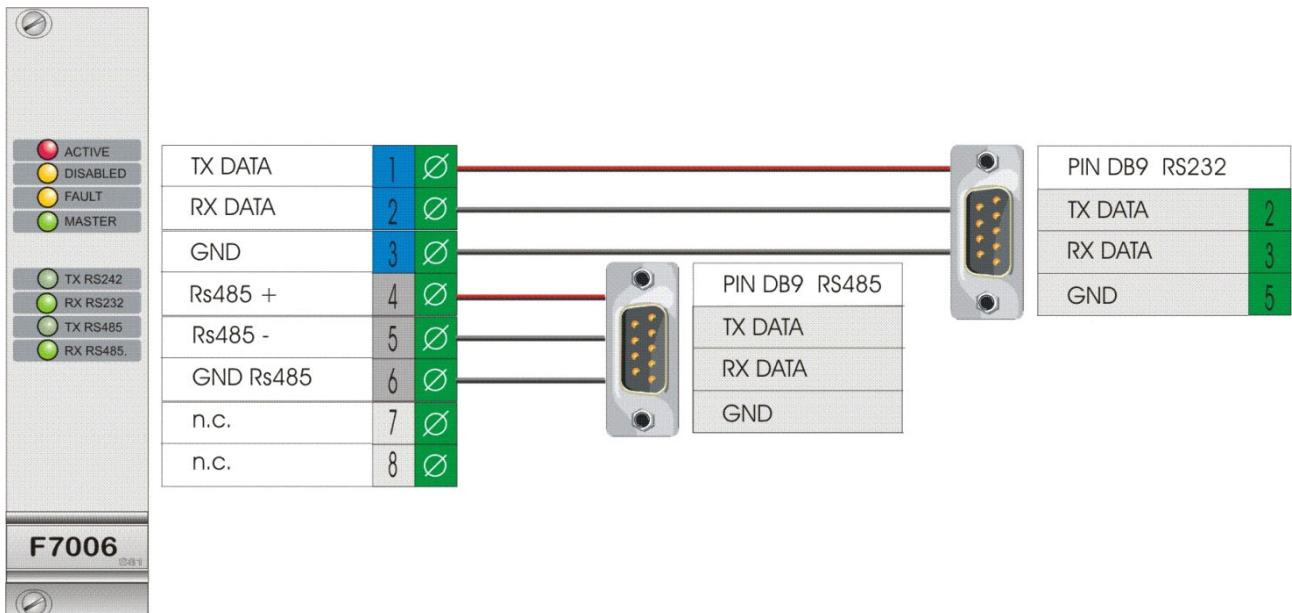 ACTIVE
DISABLED
FAULT
MASTER
TX RS242
RX RS232
TX RS485
RX RS485.
F7006
TX DATA 1
RX DATA 2
GND 3
Rs485 + 4
Rs485 - 5
GND Rs485 6
n.c. 7
n.c. 8
PIN DB9 RS485
TX DATA
RX DATA
GND
PIN DB9 RS232
TX DATA 2
RX DATA 3
GND 5